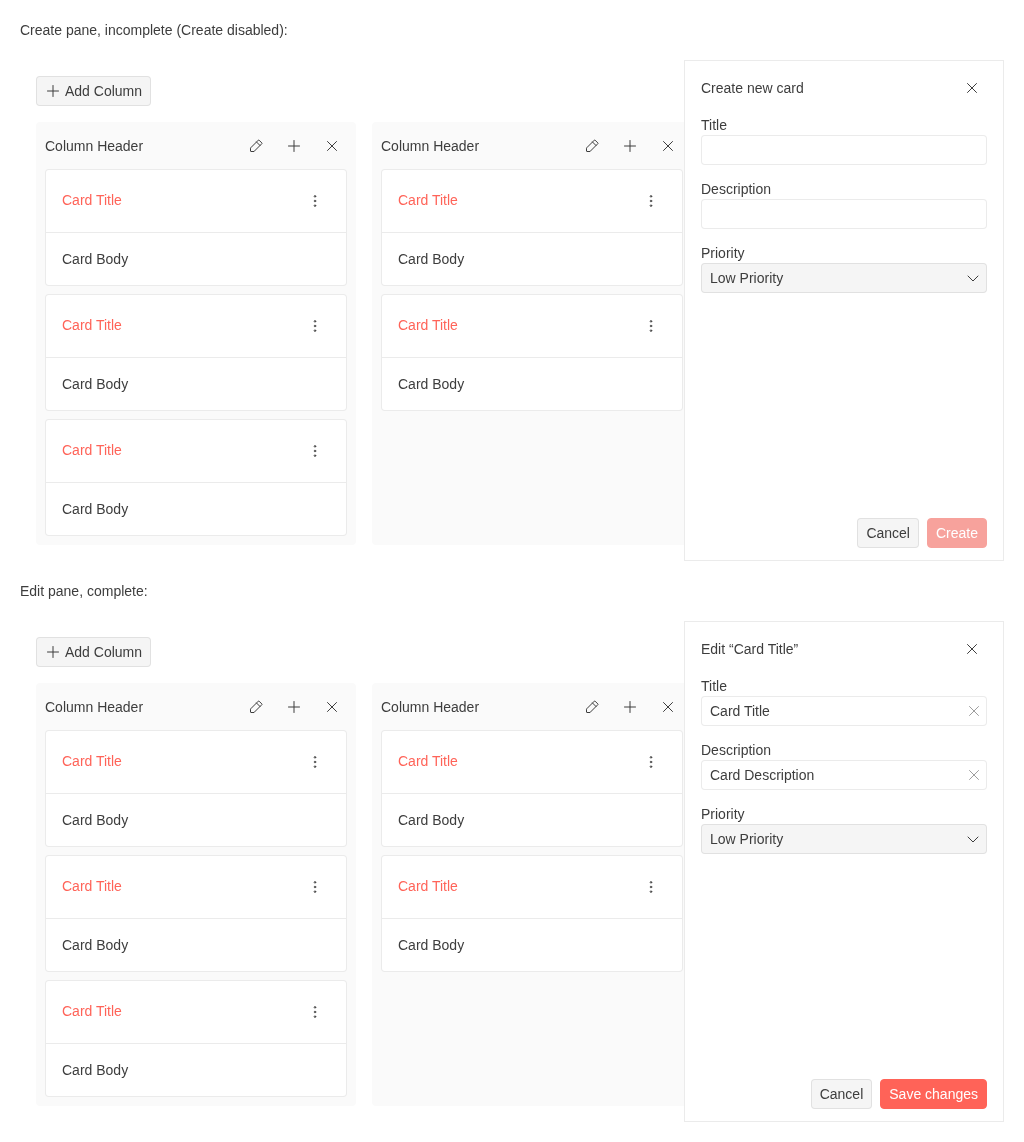 Create pane, incomplete (Create disabled):
Add Column
Create new card
Column Header
Column Header
Title
Card Title
Card Title
Description
Card Body
Card Body
Priority
Low Priority
Card Title
Card Title
Card Body
Card Body
Card Title
Card Body
Cancel
Create
Edit pane, complete:
Add Column
Edit “Card Title”
Column Header
Column Header
Title
Card Title
Card Title
Card Title
Description
Card Description
Card Body
Card Body
Priority
Low Priority
Card Title
Card Title
Card Body
Card Body
Card Title
Card Body
Cancel
Save changes